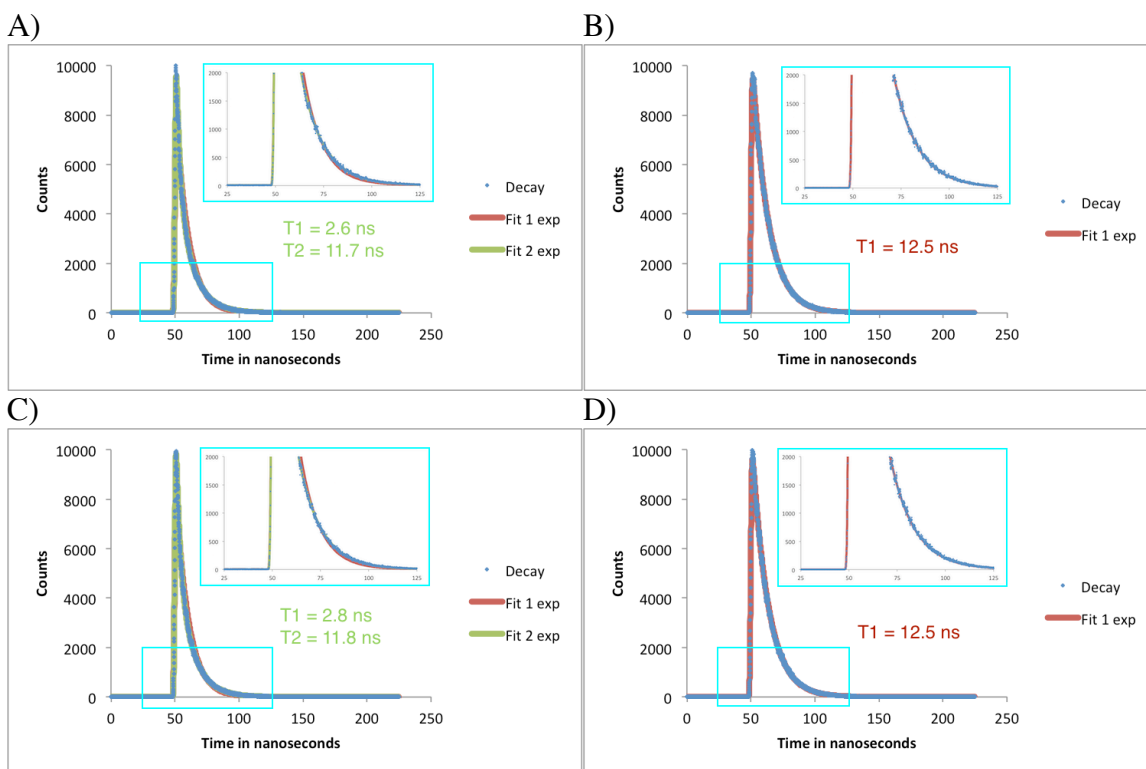 A)
10000
8000
6000
4000
2000
0
0 50 100 150 200 250
Counts
Time in nanoseconds
2000
1500
1000
500
0
25 50 75 100 125
T1 = 2.6 ns
T2 = 11.7 ns
Decay
Fit 1 exp
Fit 2 exp
B)
10000
8000
6000
4000
2000
0
0 50 100 150 200 250
Counts
Time in nanoseconds
2000
1500
1000
500
0
25 50 75 100 125
T1 = 12.5 ns
Decay
Fit 1 exp
C)
10000
8000
6000
4000
2000
0
0 50 100 150 200 250
Counts
Time in nanoseconds
2000
1500
1000
500
0
25 50 75 100 125
T1 = 2.8 ns
T2 = 11.8 ns
Decay
Fit 1 exp
Fit 2 exp
D)
10000
8000
6000
4000
2000
0
0 50 100 150 200 250
Counts
Time in nanoseconds
2000
1500
1000
500
0
25 50 75 100 125
T1 = 12.5 ns
Decay
Fit 1 exp